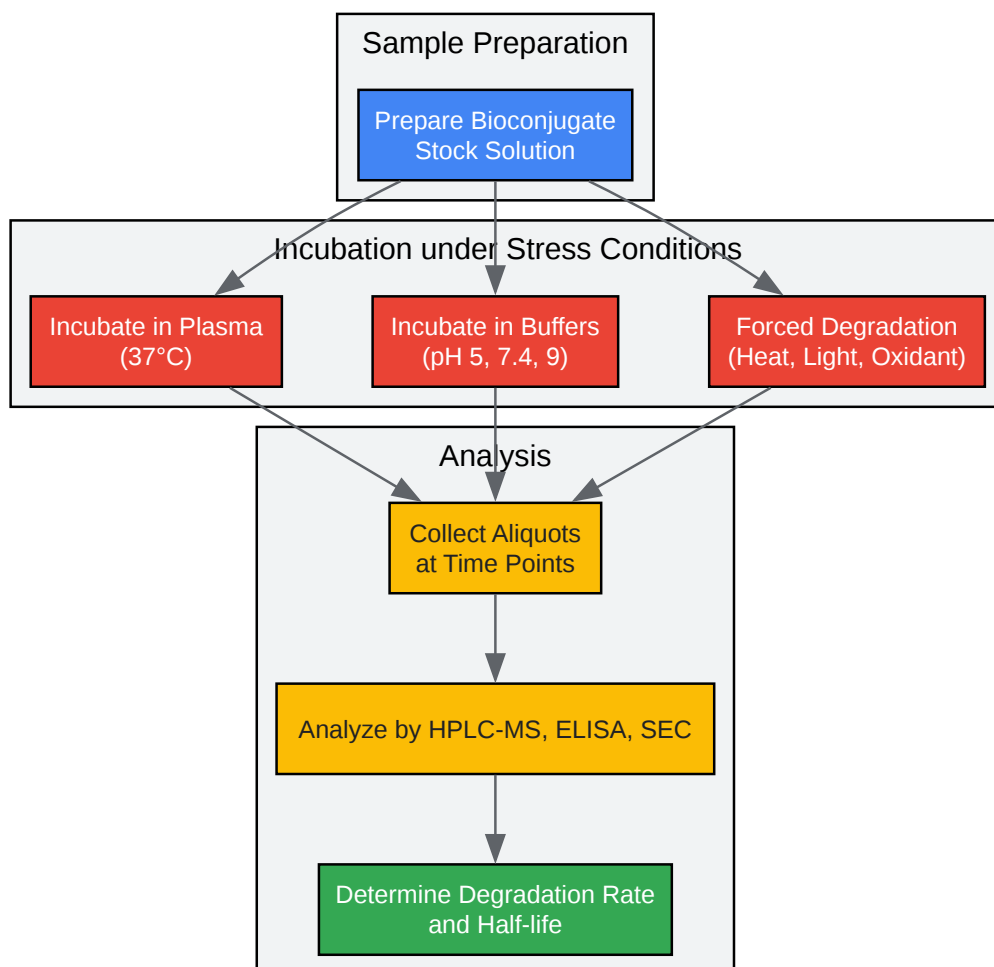 Sample Preparation
Prepare Bioconjugate
Stock Solution
Incubation under Stress Conditions
Incubate in Plasma
(37°C)
Incubate in Buffers
(pH 5, 7.4, 9)
Forced Degradation
(Heat, Light, Oxidant)
Analysis
Collect Aliquots
at Time Points
Analyze by HPLC-MS, ELISA, SEC
Determine Degradation Rate
and Half-life